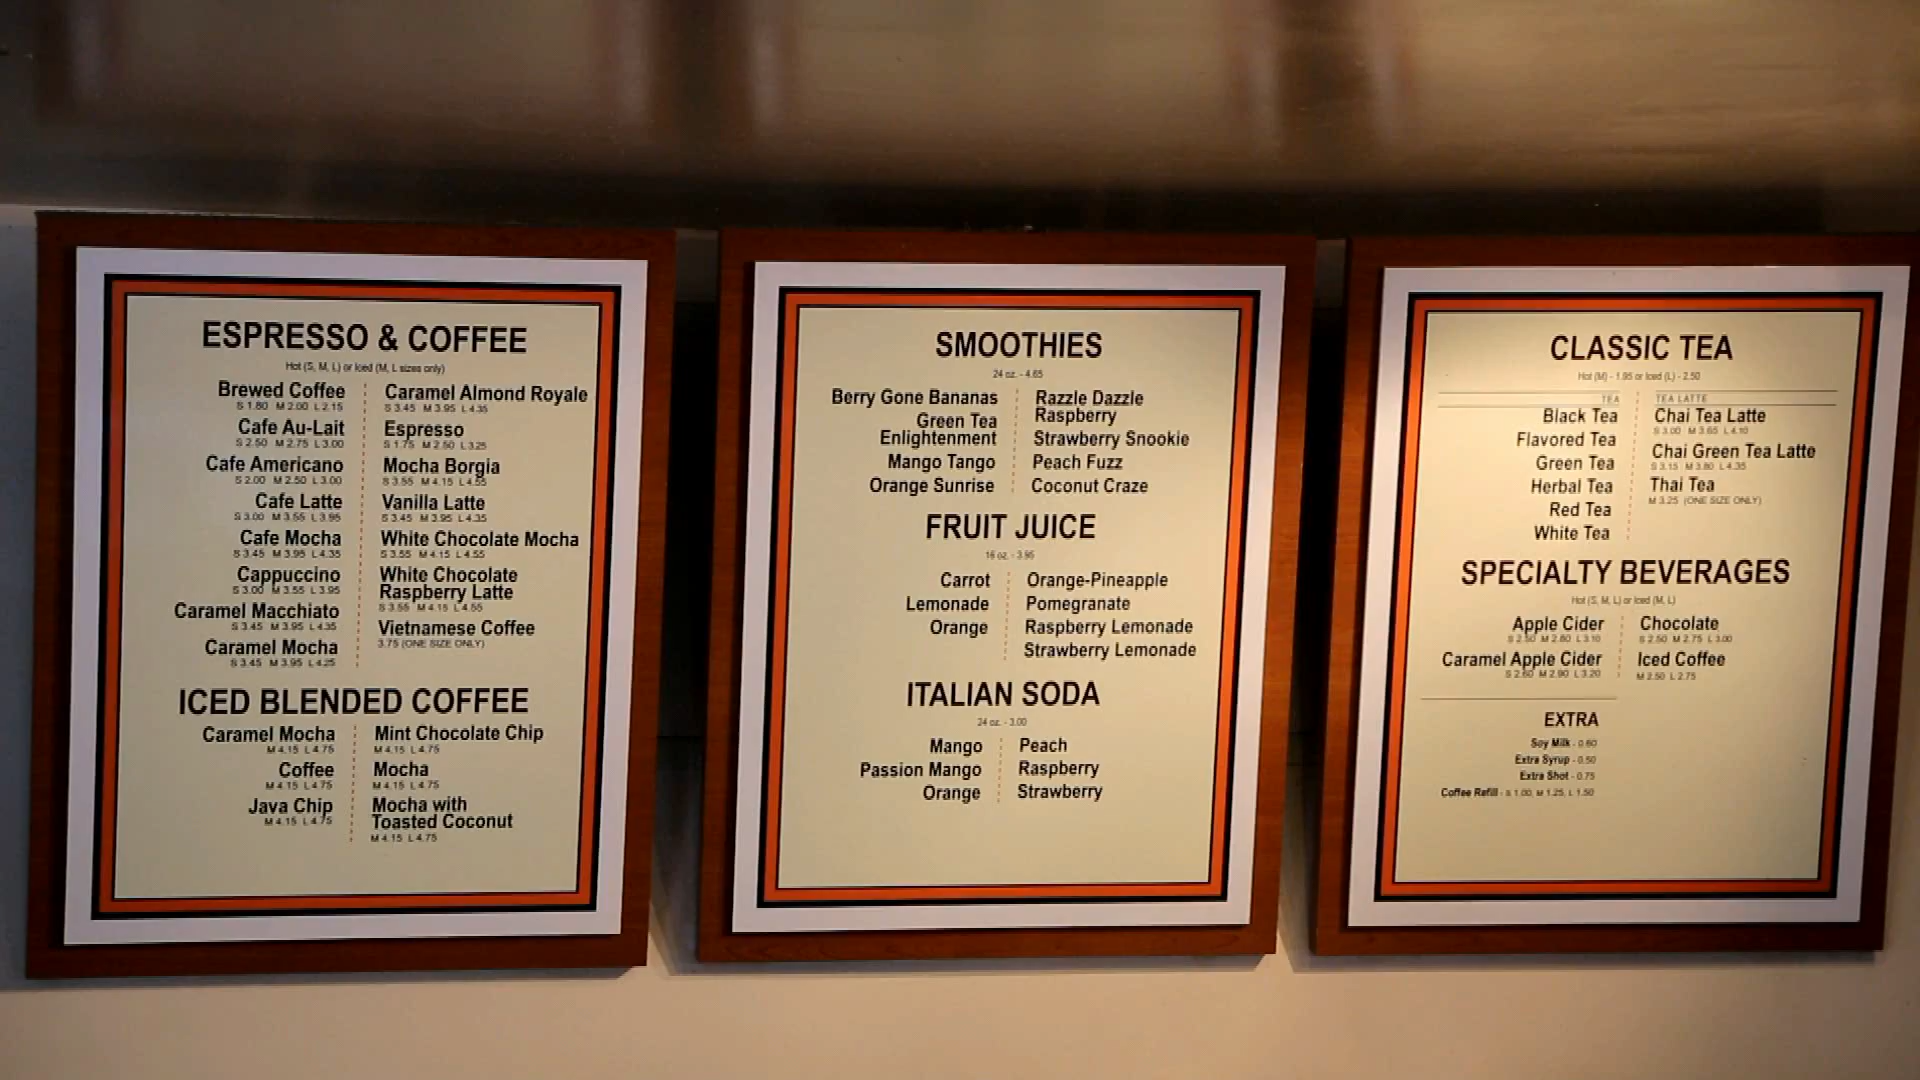 ESPRESSO & COFFEE
Hot (S, M, L) or Iced (M, L sizes only)
Brewed Coffee
S 1.80 M 2.00 L 2.15
Cafe Au-Lait
S 2.50 M 2.75 L 3.00
Cafe Americano
S 2.00 M 2.50 L 3.00
Cafe Latte
S 3.00 M 3.55 L 3.95
Cafe Mocha
S 3.45 M 3.95 L 4.35
Cappuccino
S 3.00 M 3.55 L 3.95
Caramel Macchiato
S 3.45 M 3.95 L 4.35
Caramel Mocha
S 3.45 M 3.95 L 4.25
Caramel Almond Royale
S 3.45 M 3.95 L 4.35
Espresso
S 1.75 M 2.50 L 3.25
Mocha Borgia
S 3.55 M 4.15 L 4.55
Vanilla Latte
S 3.45 M 3.95 L 4.35
White Chocolate Mocha
S 3.55 M 4.15 L 4.55
White Chocolate
Raspberry Latte
S 3.55 M 4.15 L 4.55
Vietnamese Coffee
3.75 (ONE SIZE ONLY)
ICED BLENDED COFFEE
Caramel Mocha
M 4.15 L 4.75
Coffee
M 4.15 L 4.75
Java Chip
M 4.15 L 4.75
Mint Chocolate Chip
M 4.15 L 4.75
Mocha
M 4.15 L 4.75
Mocha with
Toasted Coconut
M 4.15 L 4.75
SMOOTHIES
24 oz. - 4.65
Berry Gone Bananas
Green Tea
Enlightenment
Mango Tango
Orange Sunrise
Razzle Dazzle
Raspberry
Strawberry Snookie
Peach Fuzz
Coconut Craze
FRUIT JUICE
16 oz. - 3.95
Carrot
Lemonade
Orange
Orange-Pineapple
Pomegranate
Raspberry Lemonade
Strawberry Lemonade
ITALIAN SODA
24 oz. - 3.00
Mango
Passion Mango
Orange
Peach
Raspberry
Strawberry
CLASSIC TEA
Hot (M) - 1.95 or Iced (L) - 2.50
TEA
Black Tea
Flavored Tea
Green Tea
Herbal Tea
Red Tea
White Tea
TEA LATTE
Chai Tea Latte
S 3.00 M 3.65 L 4.10
Chai Green Tea Latte
S 3.15 M 3.80 L 4.35
Thai Tea
M 3.25 (ONE SIZE ONLY)
SPECIALTY BEVERAGES
Hot (S, M, L) or Iced (M, L)
Apple Cider
S 2.50 M 2.80 L 3.10
Caramel Apple Cider
S 2.60 M 2.90 L 3.20
Chocolate
S 2.50 M 2.75 L 3.00
Iced Coffee
M 2.50 L 2.75
EXTRA
Soy Milk - 0.60
Extra Syrup - 0.50
Extra Shot - 0.75
Coffee Refill - S 1.00, M 1.25, L 1.50